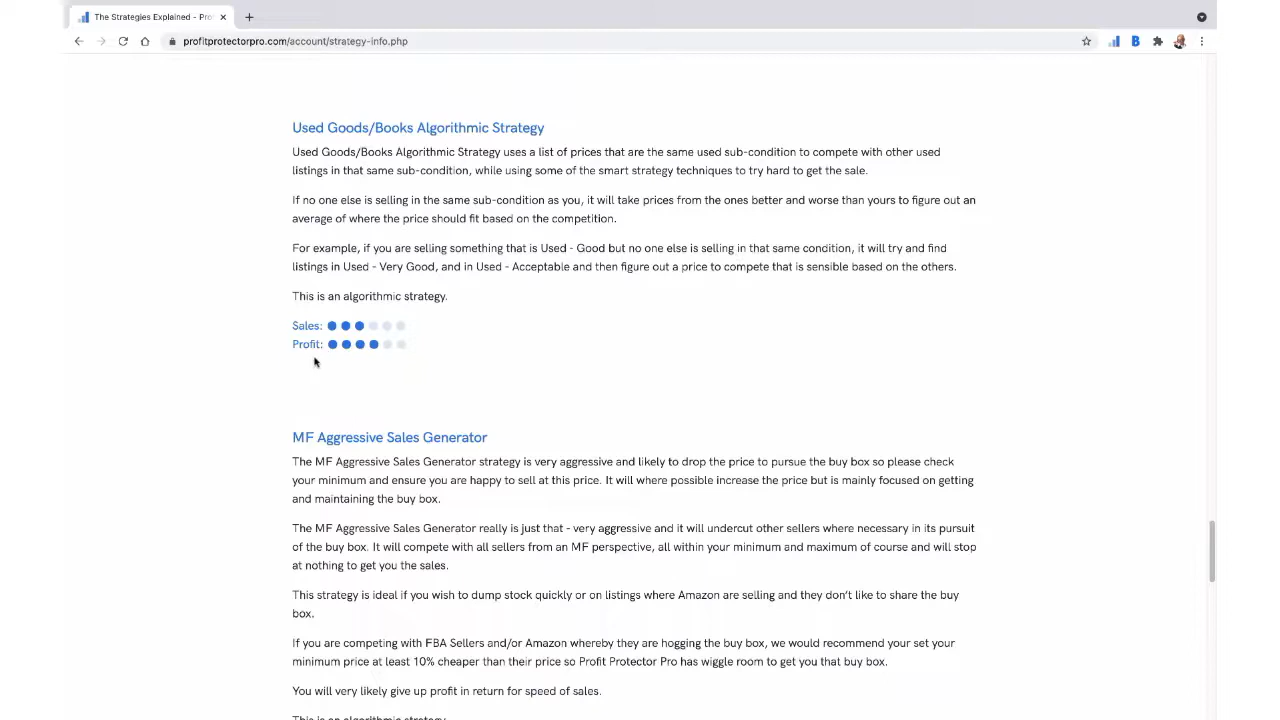 The Strategies Explained - Pro
profitprotectorpro.com/account/strategy-info.php
Used Goods/Books Algorithmic Strategy
Used Goods/Books Algorithmic Strategy uses a list of prices that are the same used sub-condition to compete with other used
listings in that same sub-condition, while using some of the smart strategy techniques to try hard to get the sale.
If no one else is selling in the same sub-condition as you, it will take prices from the ones better and worse than yours to figure out an
average of where the price should fit based on the competition.
For example, if you are selling something that is Used - Good but no one else is selling in that same condition, it will try and find
listings in Used - Very Good, and in Used - Acceptable and then figure out a price to compete that is sensible based on the others.
This is an algorithmic strategy.
Sales:
Profit:
MF Aggressive Sales Generator
The MF Aggressive Sales Generator strategy is very aggressive and likely to drop the price to pursue the buy box so please check
your minimum and ensure you are happy to sell at this price. It will where possible increase the price but is mainly focused on getting
and maintaining the buy box.
The MF Aggressive Sales Generator really is just that - very aggressive and it will undercut other sellers where necessary in its pursuit
of the buy box. It will compete with all sellers from an MF perspective, all within your minimum and maximum of course and will stop
at nothing to get you the sales.
This strategy is ideal if you wish to dump stock quickly or on listings where Amazon are selling and they don't like to share the buy
box.
If you are competing with FBA Sellers and/or Amazon whereby they are hogging the buy box, we would recommend your set your
minimum price at least 10% cheaper than their price so Profit Protector Pro has wiggle room to get you that buy box.
You will very likely give up profit in return for speed of sales.
This is an algorithmic strategy.